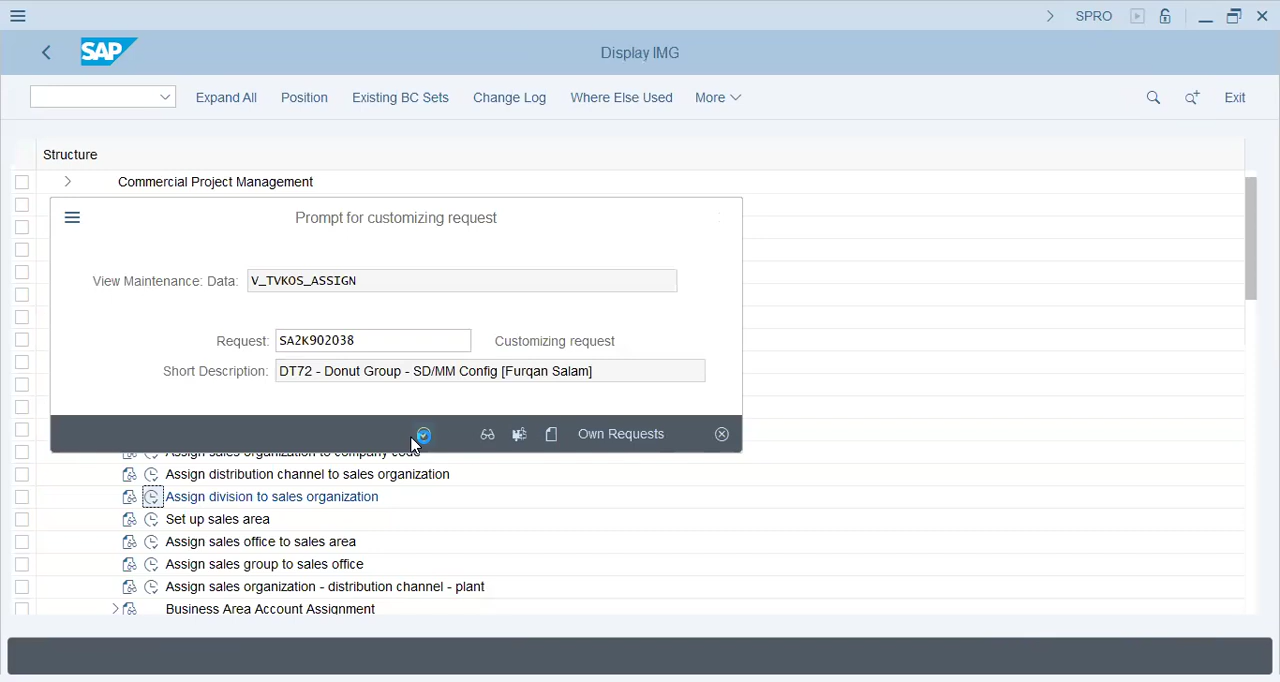 SPRO
SAP
Display IMG
Expand All Position Existing BC Sets Change Log Where Else Used More Exit
Structure
Commercial Project Management
Prompt for customizing request
View Maintenance: Data: V_TVKOS_ASSIGN
Request: SA2K902038 Customizing request
Short Description: DT72 - Donut Group - SD/MM Config [Furqan Salam]
Own Requests
Assign sales organization to company code
Assign distribution channel to sales organization
Assign division to sales organization
Set up sales area
Assign sales office to sales area
Assign sales group to sales office
Assign sales organization - distribution channel - plant
Business Area Account Assignment